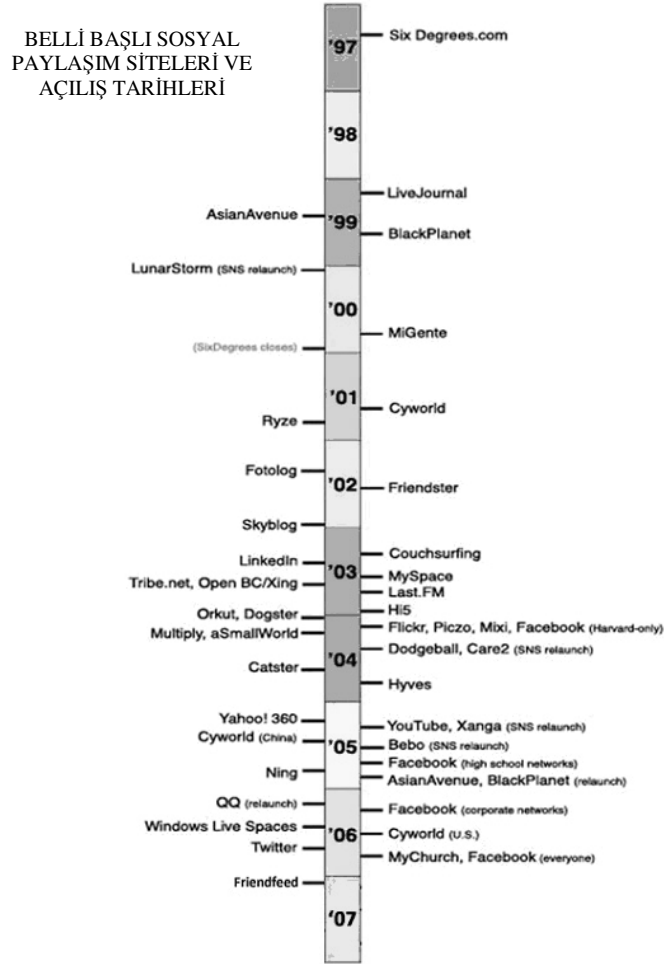 BELLİ BAŞLI SOSYAL
PAYLAŞIM SİTELERİ VE
AÇILIŞ TARİHLERİ
'97
Six Degrees.com
'98
LiveJournal
AsianAvenue
'99
BlackPlanet
LunarStorm (SNS relaunch)
'00
MiGente
(SixDegrees closes)
'01
Cyworld
Ryze
Fotolog
'02
Friendster
Skyblog
Couchsurfing
LinkedIn
'03
MySpace
Tribe.net, Open BC/Xing
Last.FM
Hi5
Orkut, Dogster
Flickr, Piczo, Mixi, Facebook (Harvard-only)
Multiply, aSmallWorld
Dodgeball, Care2 (SNS relaunch)
'04
Catster
Hyves
Yahoo! 360
YouTube, Xanga (SNS relaunch)
Cyworld (China)
'05
Bebo (SNS relaunch)
Facebook (high school networks)
Ning
AsianAvenue, BlackPlanet (relaunch)
QQ (relaunch)
Facebook (corporate networks)
Windows Live Spaces
'06
Cyworld (U.S.)
Twitter
MyChurch, Facebook (everyone)
Friendfeed
'07